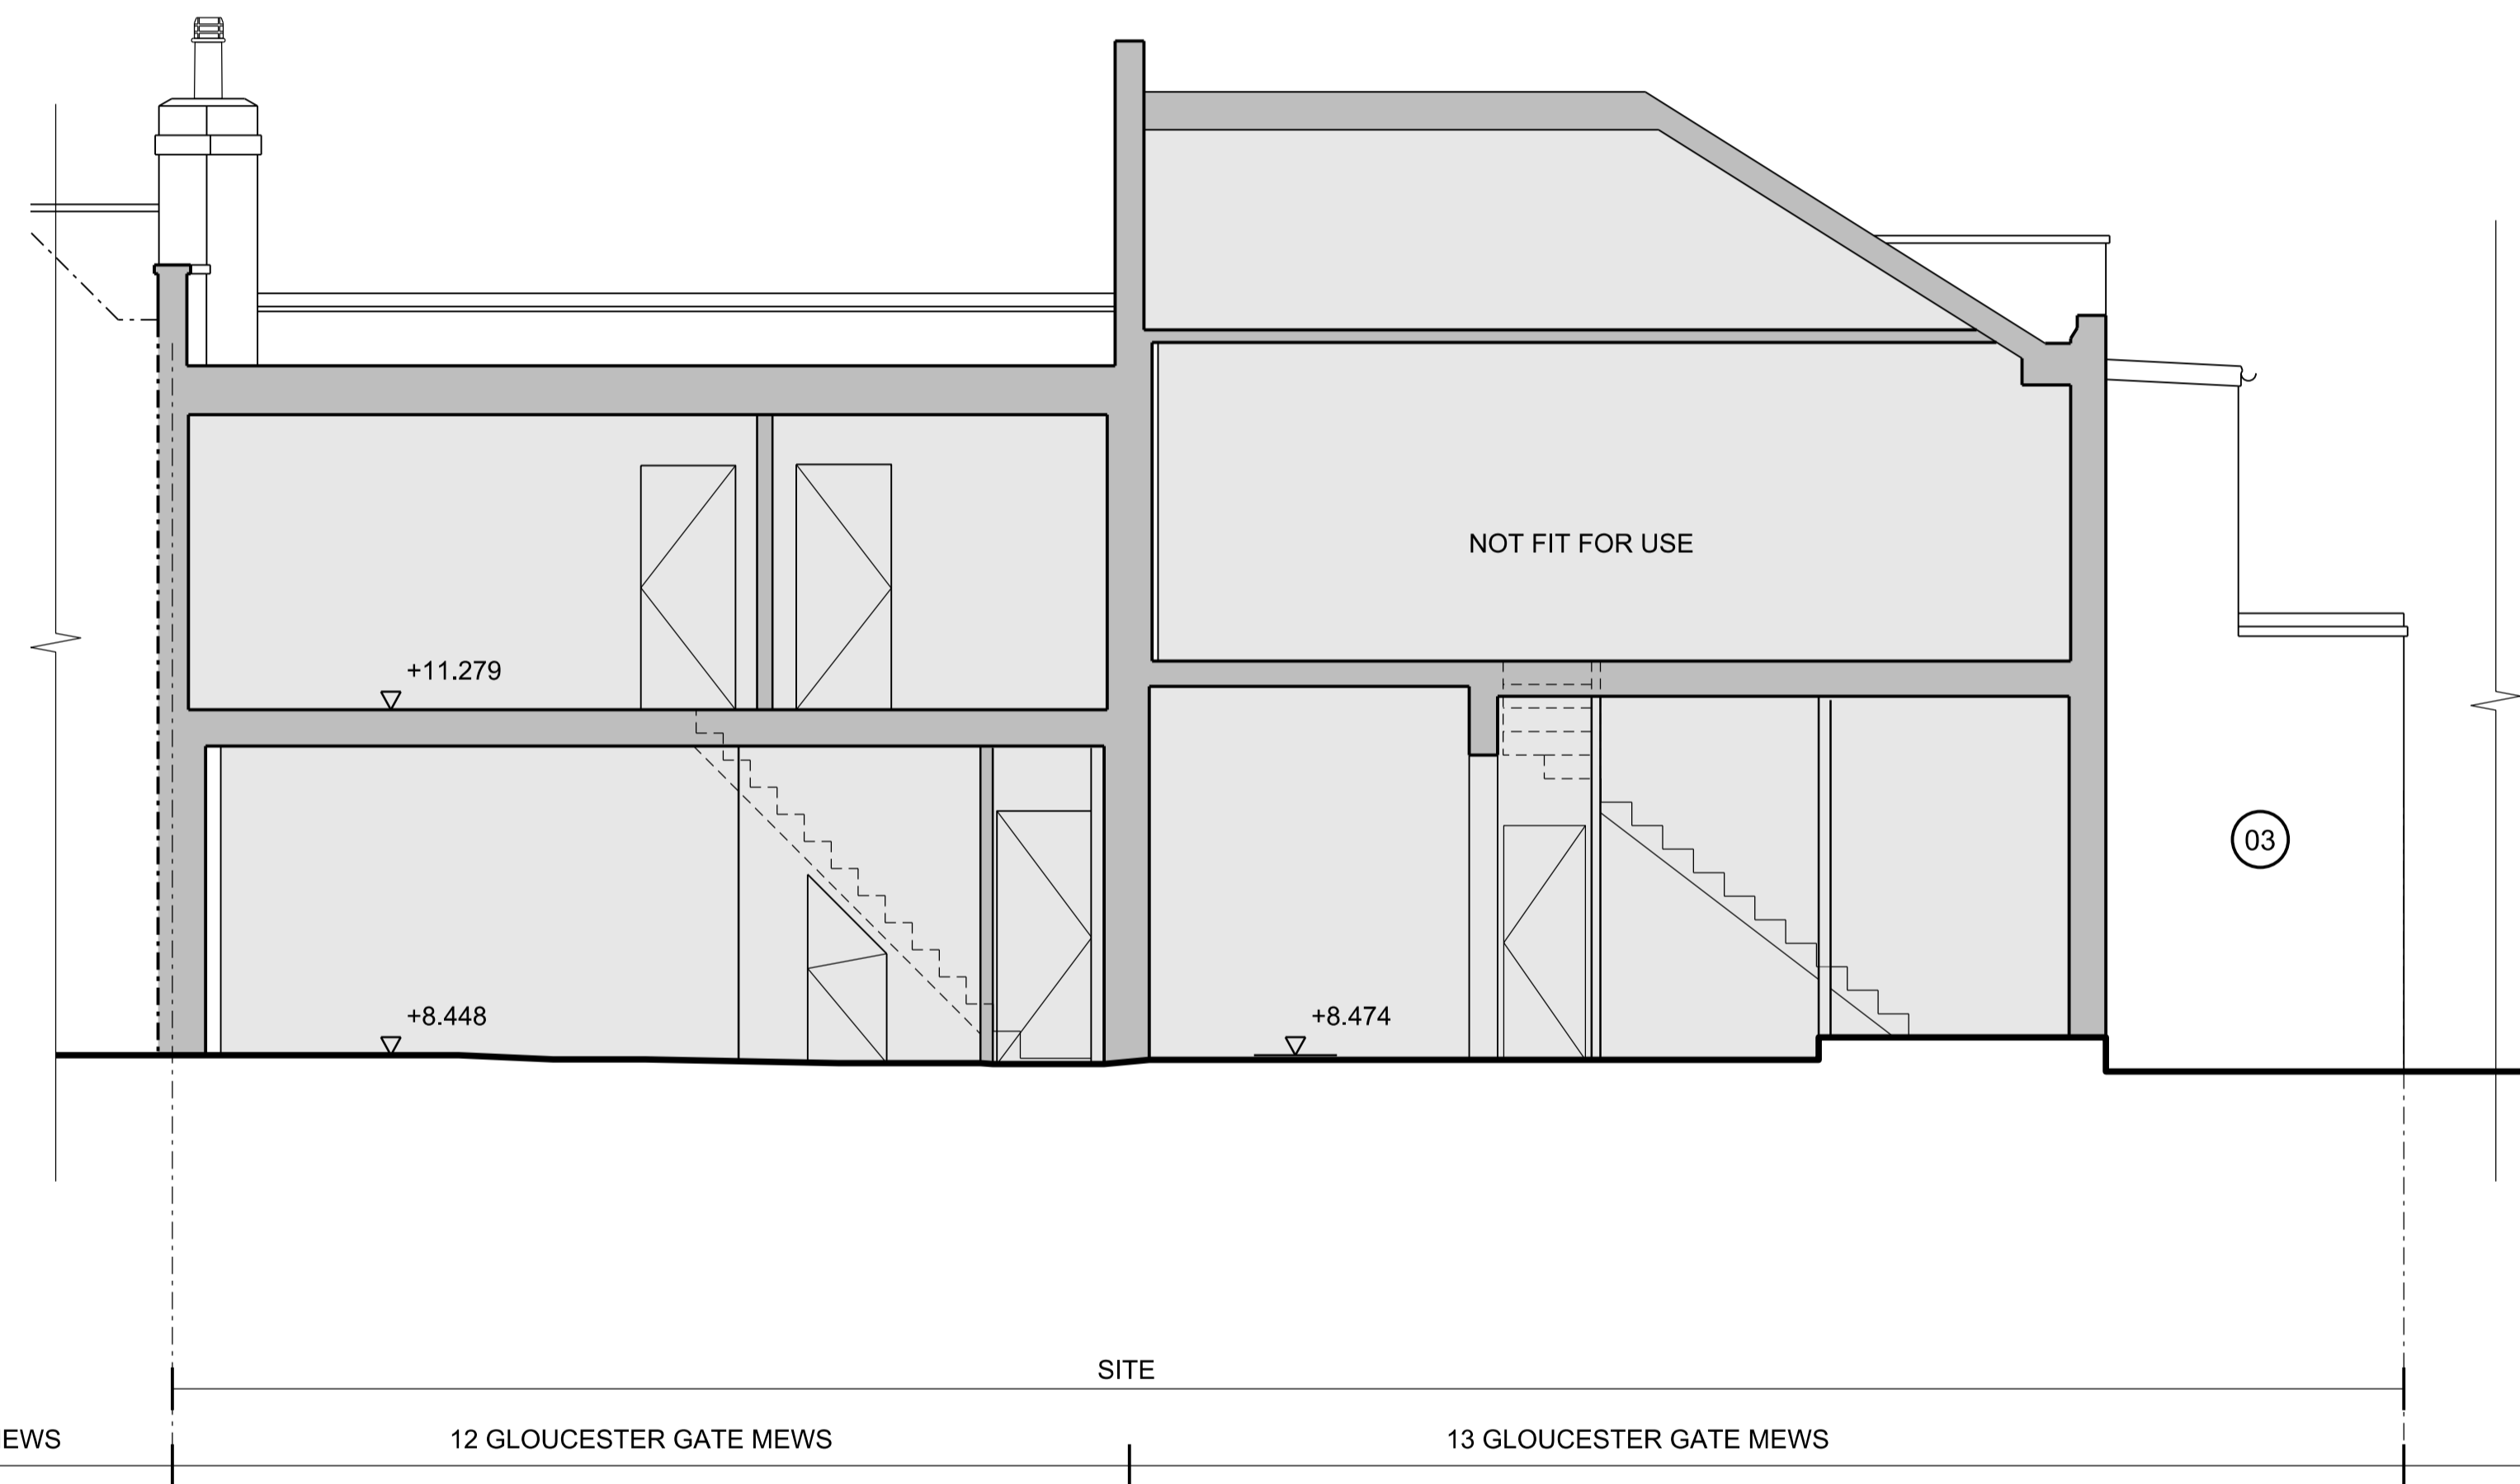 NOT FIT FOR USE
+11.279
03
+8.448
+8.474
SITE
EWS
12 GLOUCESTER GATE MEWS
13 GLOUCESTER GATE MEWS